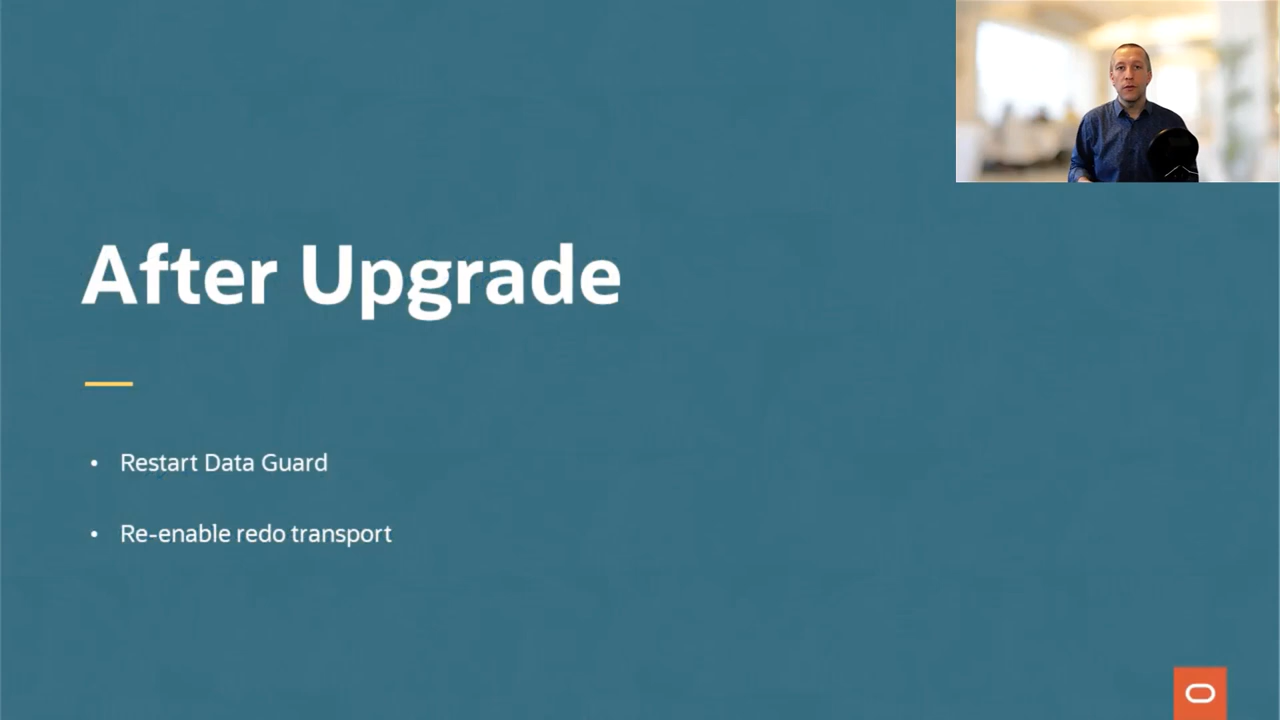 After Upgrade
• Restart Data Guard
• Re-enable redo transport